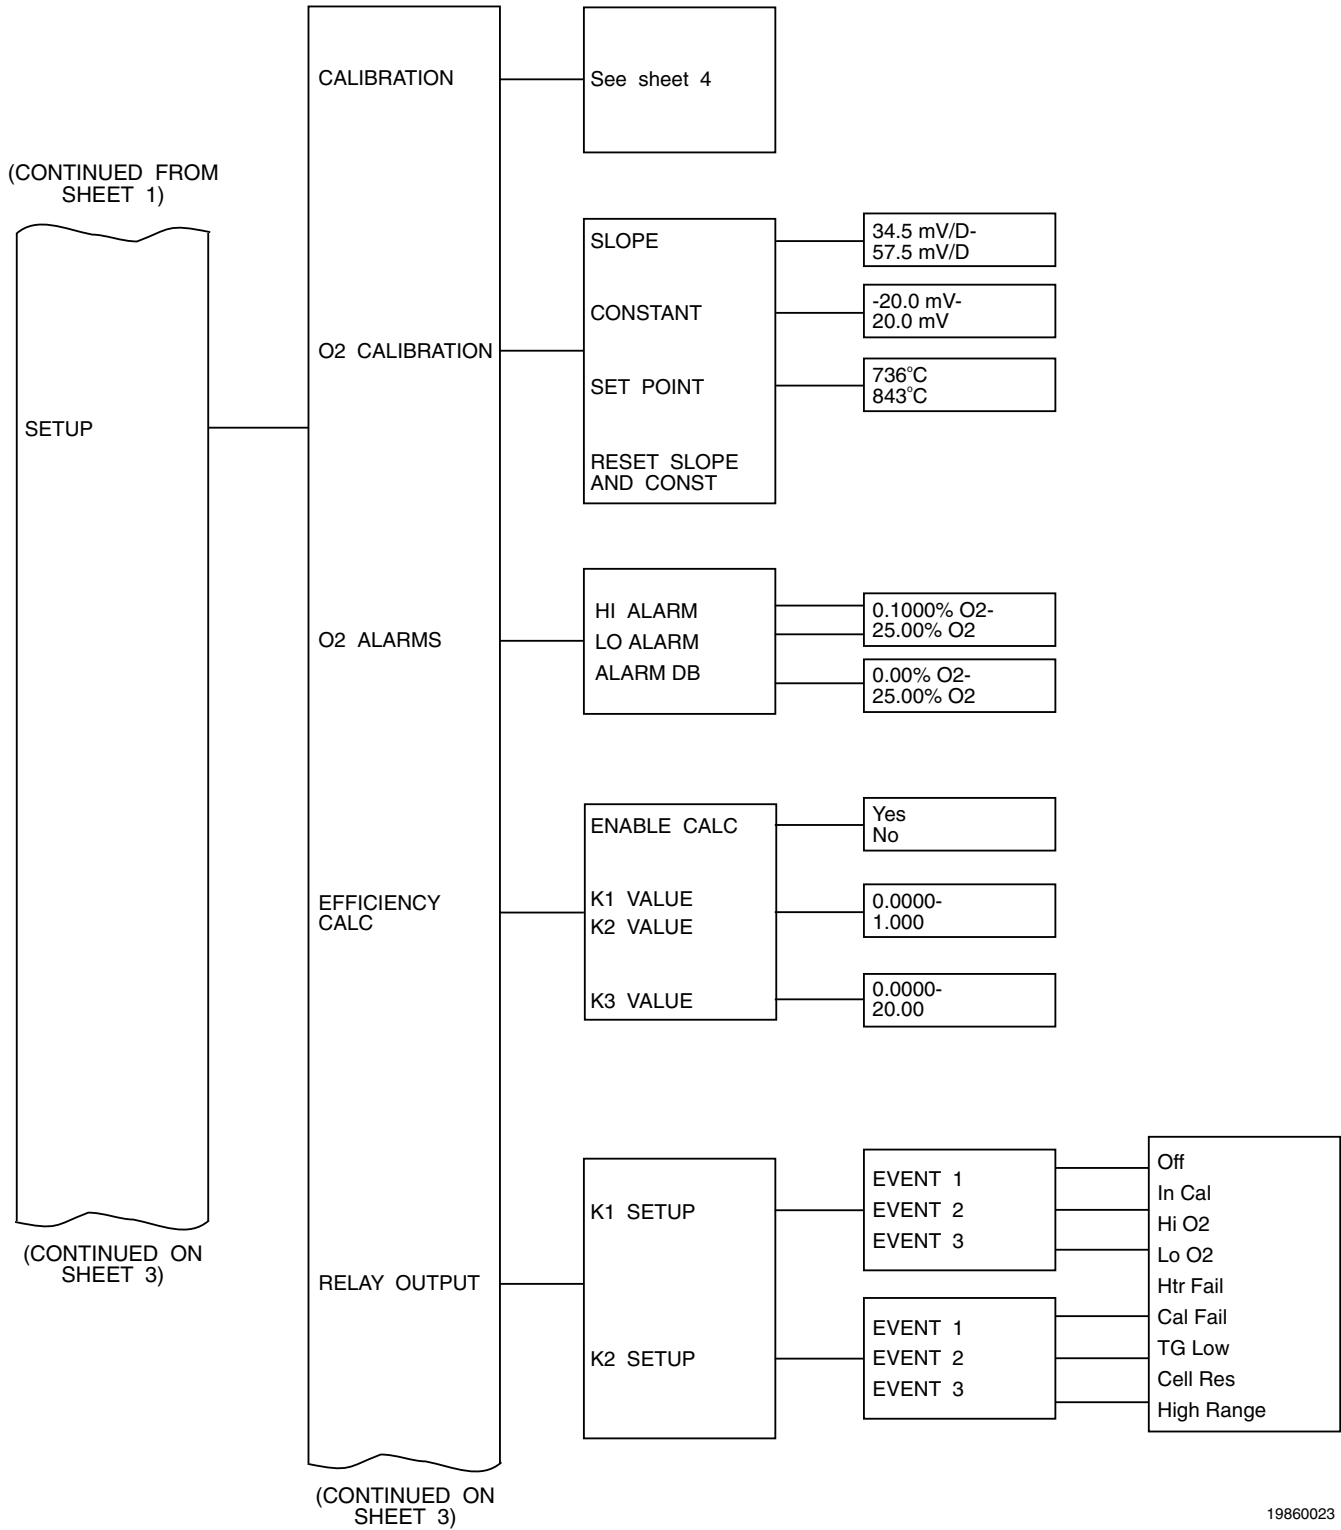 (CONTINUED FROM
SHEET 1)
SETUP
(CONTINUED ON
SHEET 3)
CALIBRATION
See sheet 4
O2 CALIBRATION
SLOPE
34.5 mV/D-
57.5 mV/D
CONSTANT
-20.0 mV-
20.0 mV
SET POINT
736°C
843°C
RESET SLOPE
AND CONST
O2 ALARMS
HI ALARM
LO ALARM
ALARM DB
0.1000% O2-
25.00% O2
0.00% O2-
25.00% O2
EFFICIENCY
CALC
ENABLE CALC
Yes
No
K1 VALUE
K2 VALUE
0.0000-
1.000
K3 VALUE
0.0000-
20.00
RELAY OUTPUT
K1 SETUP
EVENT 1
EVENT 2
EVENT 3
K2 SETUP
EVENT 1
EVENT 2
EVENT 3
Off
In Cal
Hi O2
Lo O2
Htr Fail
Cal Fail
TG Low
Cell Res
High Range
(CONTINUED ON
SHEET 3)
19860023